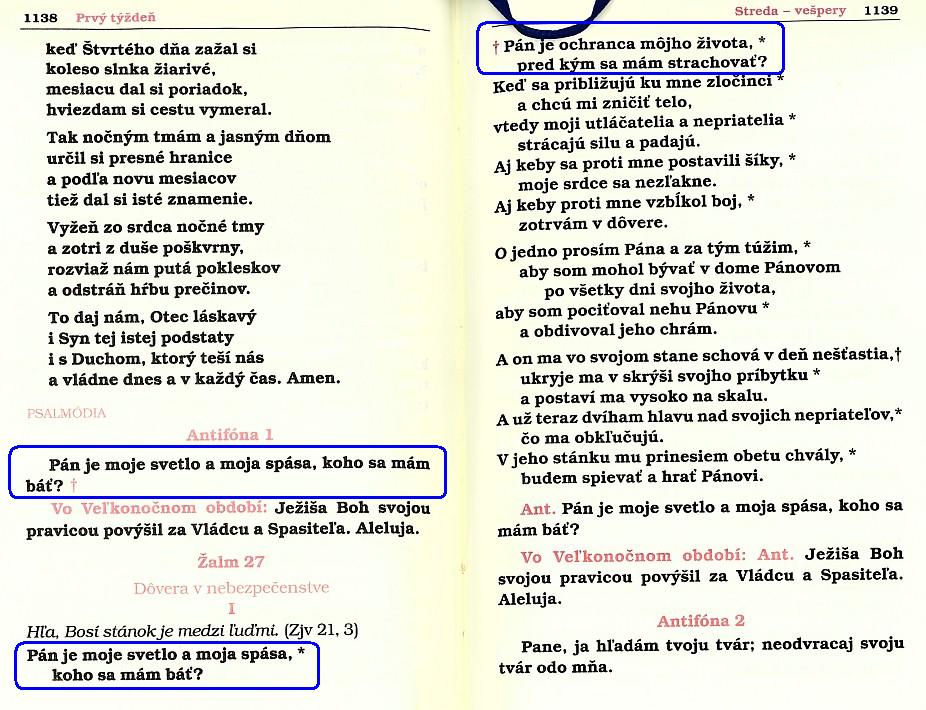 1138 Prvý týždeň
keď Štvrtého dňa zažal si
koleso slnka žiarivé,
mesiacu dal si poriadok,
hviezdam si cestu vymeral.
Tak nočným tmám a jasným dňom
určil si presné hranice
a podľa novu mesiacov
tiež dal si isté znamenie.
Vyžeň zo srdca nočné tmy
a zotri z duše poškvrny,
rozviaž nám putá pokleskov
a odstráň hŕbu prečinov.
To daj nám, Otec láskavý
i Syn tej istej podstaty
i s Duchom, ktorý teší nás
a vládne dnes a v každý čas. Amen.
PSALMÓDIA
Antifóna 1
Pán je moje svetlo a moja spása, koho sa mám
báť? †
Vo Veľkonočnom období: Ježiša Boh svojou
pravicou povýšil za Vládcu a Spasiteľa. Aleluja.
Žalm 27
Dôvera v nebezpečenstve
I
Hľa, Boží stánok je medzi ľuďmi. (Zjv 21, 3)
Pán je moje svetlo a moja spása, *
koho sa mám báť?
Streda – vešpery 1139
† Pán je ochranca môjho života, *
pred kým sa mám strachovať?
Keď sa približujú ku mne zločinci *
a chcú mi zničiť telo,
vtedy moji utláčatelia a nepriatelia *
strácajú silu a padajú.
Aj keby sa proti mne postavili šíky, *
moje srdce sa nezľakne.
Aj keby proti mne vzbĺkol boj, *
zotrvám v dôvere.
O jedno prosím Pána a za tým túžim, *
aby som mohol bývať v dome Pánovom
po všetky dni svojho života,
aby som pociťoval nehu Pánovu *
a obdivoval jeho chrám.
A on ma vo svojom stane schová v deň nešťastia,†
ukryje ma v skrýši svojho príbytku *
a postaví ma vysoko na skalu.
A už teraz dvíham hlavu nad svojich nepriateľov,*
čo ma obkľučujú.
V jeho stánku mu prinesiem obetu chvály, *
budem spievať a hrať Pánovi.
Ant. Pán je moje svetlo a moja spása, koho sa
mám báť?
Vo Veľkonočnom období: Ant. Ježiša Boh
svojou pravicou povýšil za Vládcu a Spasiteľa.
Aleluja.
Antifóna 2
Pane, ja hľadám tvoju tvár; neodvracaj svoju
tvár odo mňa.